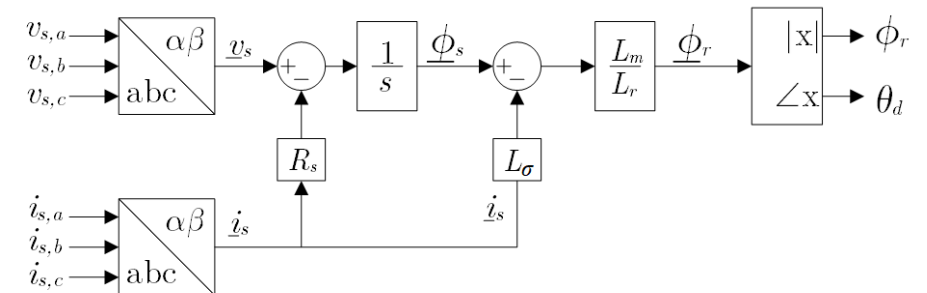 v_{s,a}
v_{s,b}
v_{s,c}
αβ
abc
v_s
+
−
1
s
ϕ_s
+
−
L_m
L_r
ϕ_r
|x|
∠x
ϕ_r
θ_d
R_s
L_σ
i_{s,a}
i_{s,b}
i_{s,c}
αβ
abc
i_s
i_s